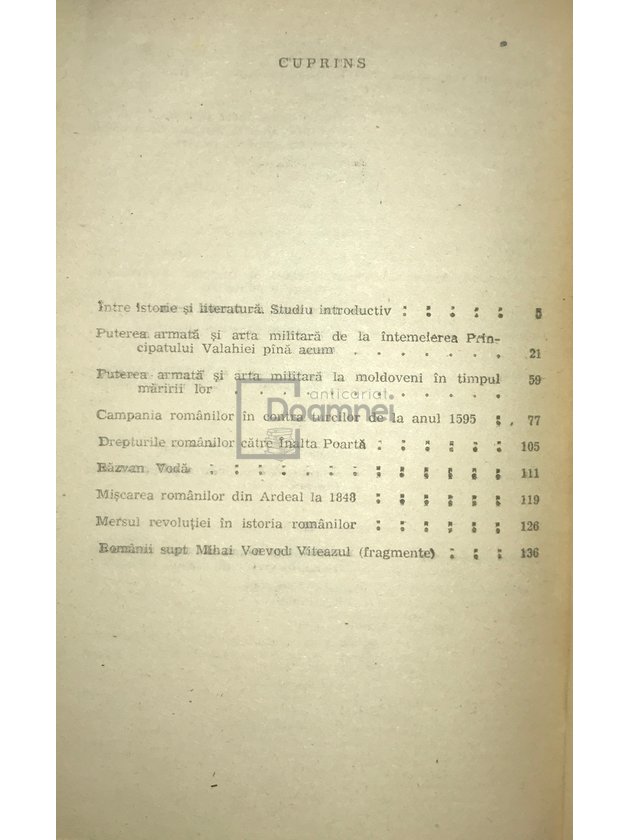 CUPRINS
Între istorie și literatură. Studiu introductiv : : : : : 5
Puterea armată și arta militară de la întemeierea Prin-
cipatului Valahiei pînă acum . . . . . . . 21
Puterea armată și arta militară la moldoveni în timpul 59
măririi lor . . . . . . . . . .
anticariat
Doamnei
Campania românilor în contra turcilor de la anul 1595 : . 77
Drepturile românilor către Înalta Poartă : : : : : : 105
Răzvan Vodă : : : : : : : : : : : 111
Mișcarea românilor din Ardeal la 1848 : : : : : : 119
Mersul revoluției în istoria românilor : : : : : : 126
Românii supt Mihai Voevod Viteazul (fragmente) : : : 136